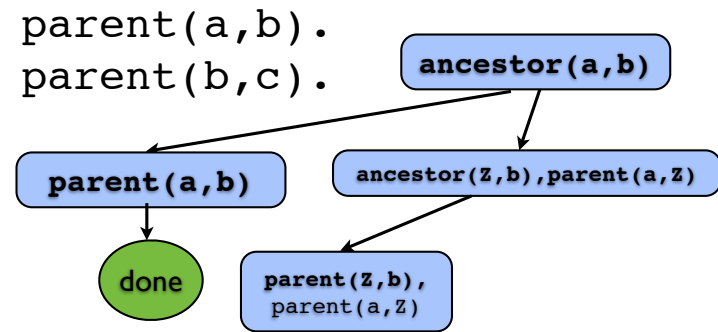 parent(a,b).
parent(b,c).
ancestor(a,b)
parent(a,b)
ancestor(Z,b),parent(a,Z)
done
parent(Z,b),
parent(a,Z)